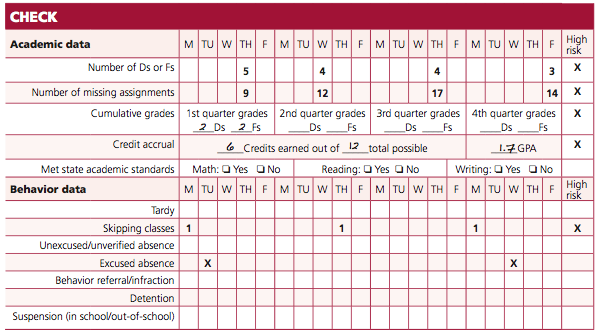 CHECK
Academic data M TU W TH F M TU W TH F M TU W TH F M TU W TH F High risk
Number of Ds or Fs 5 4 4 3 X
Number of missing assignments 9 12 17 14 X
Cumulative grades 1st quarter grades 2nd quarter grades 3rd quarter grades 4th quarter grades X
2 Ds 2 Fs ___Ds ___Fs ___Ds ___Fs ___Ds ___Fs
Credit accrual 6 Credits earned out of 12 total possible 1.7 GPA X
Met state academic standards Math: ☐ Yes ☐ No Reading: ☐ Yes ☐ No Writing: ☐ Yes ☐ No
Behavior data M TU W TH F M TU W TH F M TU W TH F M TU W TH F High risk
Tardy
Skipping classes 1 1 1 X
Unexcused/unverified absence
Excused absence X X
Behavior referral/infraction
Detention
Suspension (in school/out-of-school)